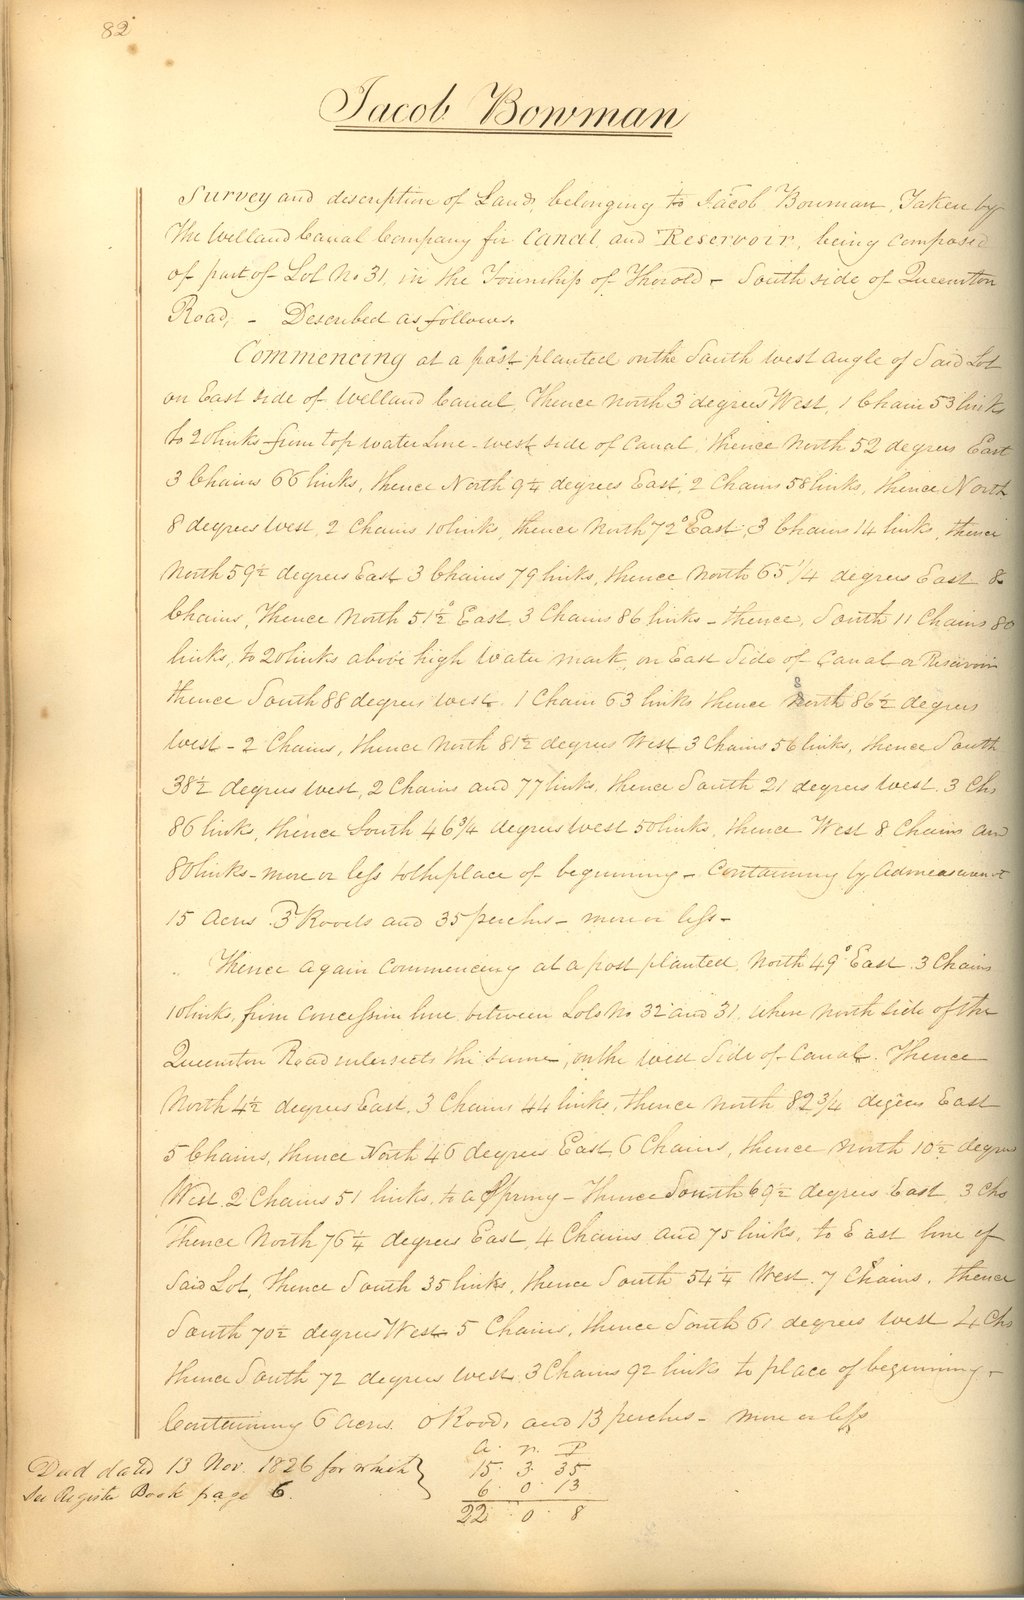 82
Jacob Bowman
Survey and description of Lands belonging to Jacob Bowman, Taken by
The Welland Canal Company for Canal and Reservoir, being composed
of part of Lot No 31, in the Township of Thorold - South side of Queenston
Road, - Described as follows.
Commencing at a post planted on the South west angle of Said Lot
on East side of Welland Canal, Thence North 3 degrees West, 1 Chain 53 links
to 20 links from top water line - west side of Canal, thence North 52 degrees East
3 Chains 66 links, thence North 9¼ degrees East, 2 Chains 58 links, thence North
8 degrees West, 2 Chains 10 links, thence North 72° East, 3 Chains 14 links, thence
North 59½ degrees East 3 Chains 79 links, thence North 65 1/4 degrees East 8
Chains, Thence North 51½° East 3 Chains 86 links - thence, South 11 Chains 80
links, to 20 links above high water mark, on East Side of Canal or Reservoir
thence South 88 degrees west 1 Chain 63 links thence South 86½ degrees
west - 2 Chains, thence North 81½ degrees West 3 Chains 56 links, thence South
38½ degrees west, 2 Chains and 77 links, thence South 21 degrees west, 3 Chs
86 links, thence South 46 3/4 degrees west 50 links, thence West 8 Chains and
80 links - more or less to the place of beginning - Containing by admeasurement
15 Acres 3 Roods and 35 perches - more or less -
Thence again Commencing at a post planted, North 49° East 3 Chains
10 links, from Concession line between Lots No 32 and 31, where North side of the
Queenston Road intersects the same, on the west Side of Canal. Thence
North 4½ degrees East, 3 Chains 44 links, thence North 82 3/4 degrees East
5 Chains, thence North 46 degrees East, 6 Chains, thence North 10½ degrees
West 2 Chains 51 links, to a Spring - Thence South 69½ degrees East, 3 Chs
Thence North 76¼ degrees East, 4 Chains and 75 links, to East line of
Said Lot, Thence South 35 links, thence South 54¼ West 7 Chains, thence
South 70½ degrees West 5 Chains, thence South 61 degrees west 4 Chs
thence South 72 degrees west 3 Chains 92 links to place of beginning -
Containing 6 Acres 0 Roods and 13 perches - more or less
Deed dated 13 Nov. 1826 for which
see Register Book page 6.
a. r. P
15. 3. 35
6. 0. 13
22. 0. 8